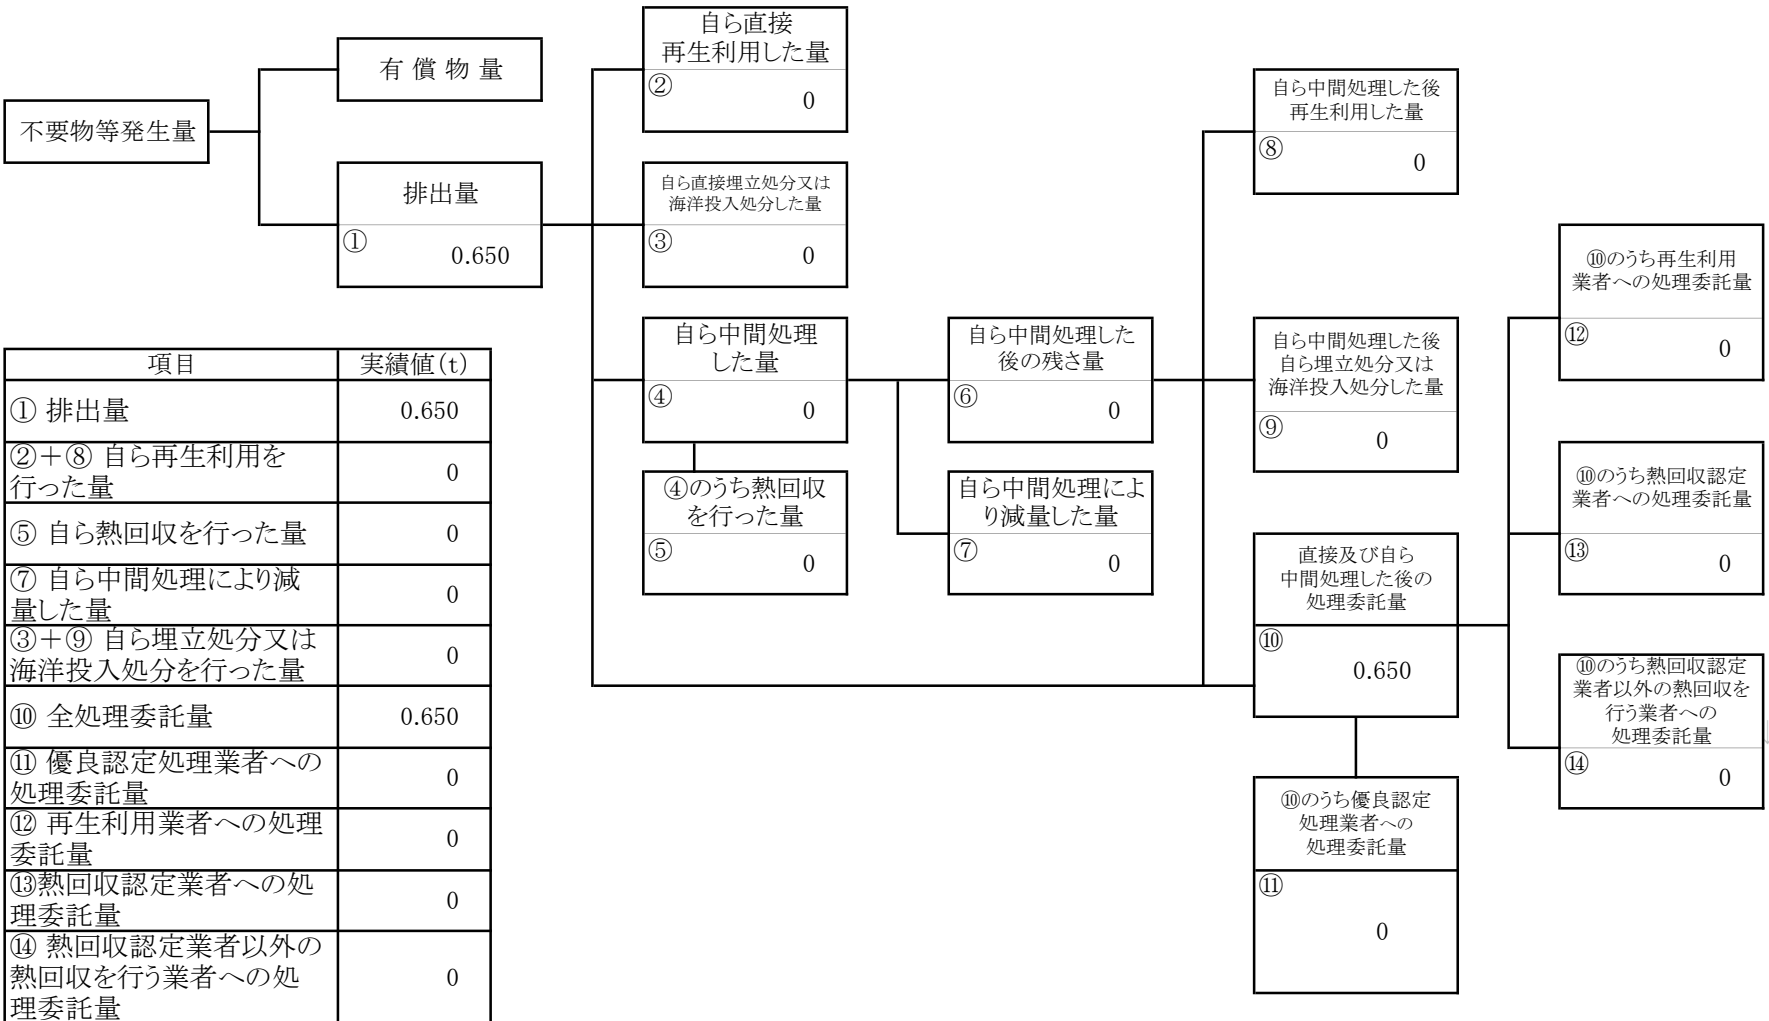 不要物等発生量
有 償 物 量
排出量
①
0.650
自ら直接
再生利用した量
②
0
自ら直接埋立処分又は
海洋投入処分した量
③
0
自ら中間処理
した量
④
0
④のうち熱回収
を行った量
⑤
0
自ら中間処理した
後の残さ量
⑥
0
自ら中間処理によ
り減量した量
⑦
0
自ら中間処理した後
再生利用した量
⑧
0
自ら中間処理した後
自ら埋立処分又は
海洋投入処分した量
⑨
0
直接及び自ら
中間処理した後の
処理委託量
⑩
0.650
⑩のうち優良認定
処理業者への
処理委託量
⑪
0
⑩のうち再生利用
業者への処理委託量
⑫
0
⑩のうち熱回収認定
業者への処理委託量
⑬
0
⑩のうち熱回収認定
業者以外の熱回収を
行う業者への
処理委託量
⑭
0
項目 実績値(t)
① 排出量 0.650
②＋⑧ 自ら再生利用を
行った量 0
⑤ 自ら熱回収を行った量 0
⑦ 自ら中間処理により減
量した量 0
③＋⑨ 自ら埋立処分又は
海洋投入処分を行った量 0
⑩ 全処理委託量 0.650
⑪ 優良認定処理業者への
処理委託量 0
⑫ 再生利用業者への処理
委託量 0
⑬熱回収認定業者への処
理委託量 0
⑭ 熱回収認定業者以外の
熱回収を行う業者への処
理委託量 0